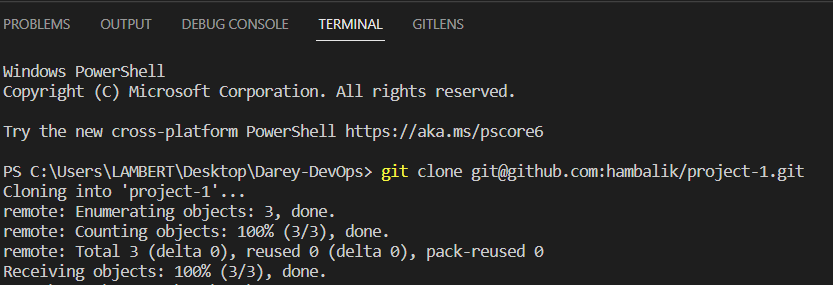 PROBLEMS OUTPUT DEBUG CONSOLE TERMINAL GITLENS
Windows PowerShell
Copyright (C) Microsoft Corporation. All rights reserved.
Try the new cross-platform PowerShell https://aka.ms/pscore6
PS C:\Users\LAMBERT\Desktop\Darey-DevOps> git clone git@github.com:hambalik/project-1.git
Cloning into 'project-1'...
remote: Enumerating objects: 3, done.
remote: Counting objects: 100% (3/3), done.
remote: Total 3 (delta 0), reused 0 (delta 0), pack-reused 0
Receiving objects: 100% (3/3), done.